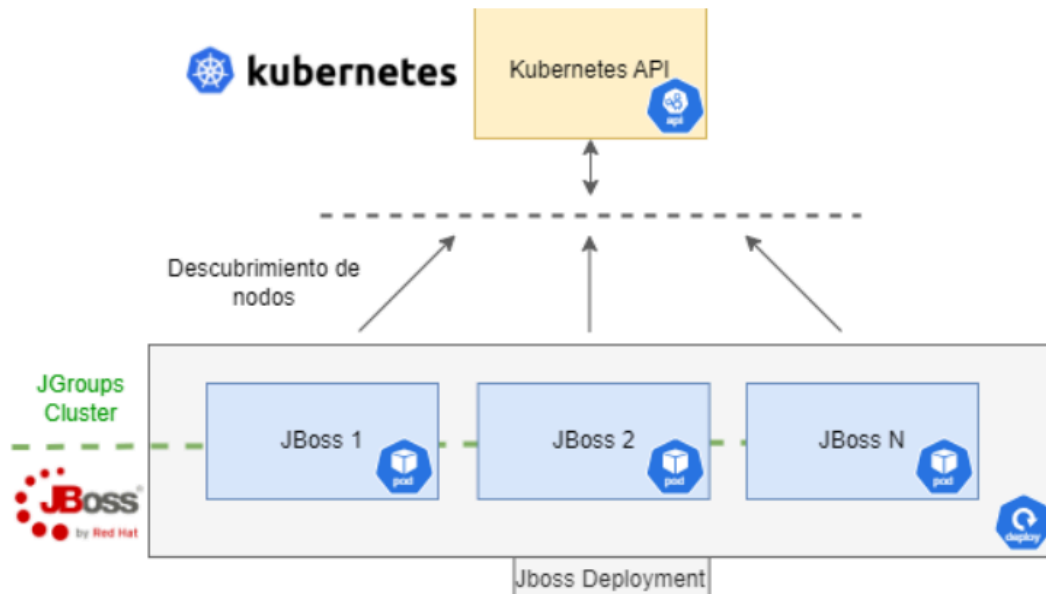 kubernetes
Kubernetes API
api
Descubrimiento de
nodos
JGroups
Cluster
JBoss 1
pod
JBoss 2
pod
JBoss N
pod
JBoss®
by Red Hat
deploy
Jboss Deployment